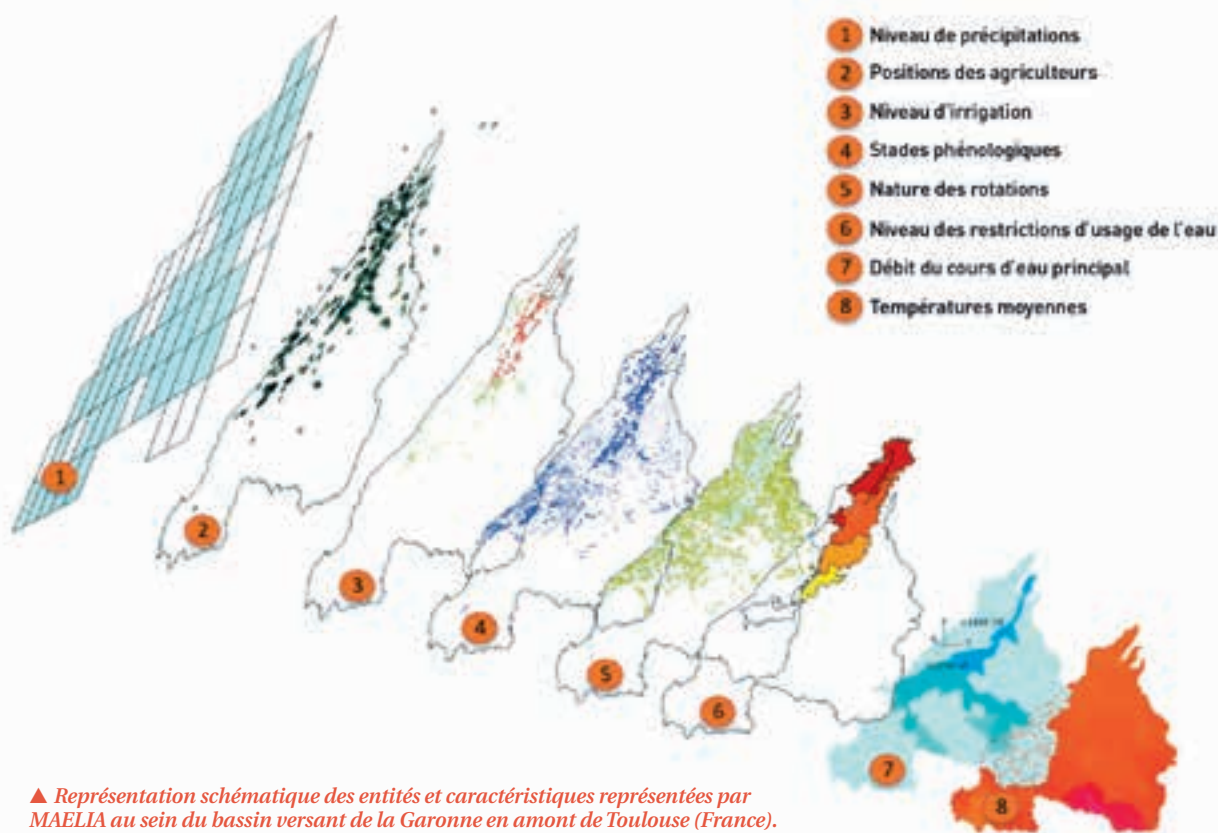 1 Niveau de précipitations
2 Positions des agriculteurs
3 Niveau d'irrigation
4 Stades phénologiques
5 Nature des rotations
6 Niveau des restrictions d'usage de l'eau
7 Débit du cours d'eau principal
8 Températures moyennes
1
2
3
4
5
6
7
8
▲ Représentation schématique des entités et caractéristiques représentées par
MAELIA au sein du bassin versant de la Garonne en amont de Toulouse (France).